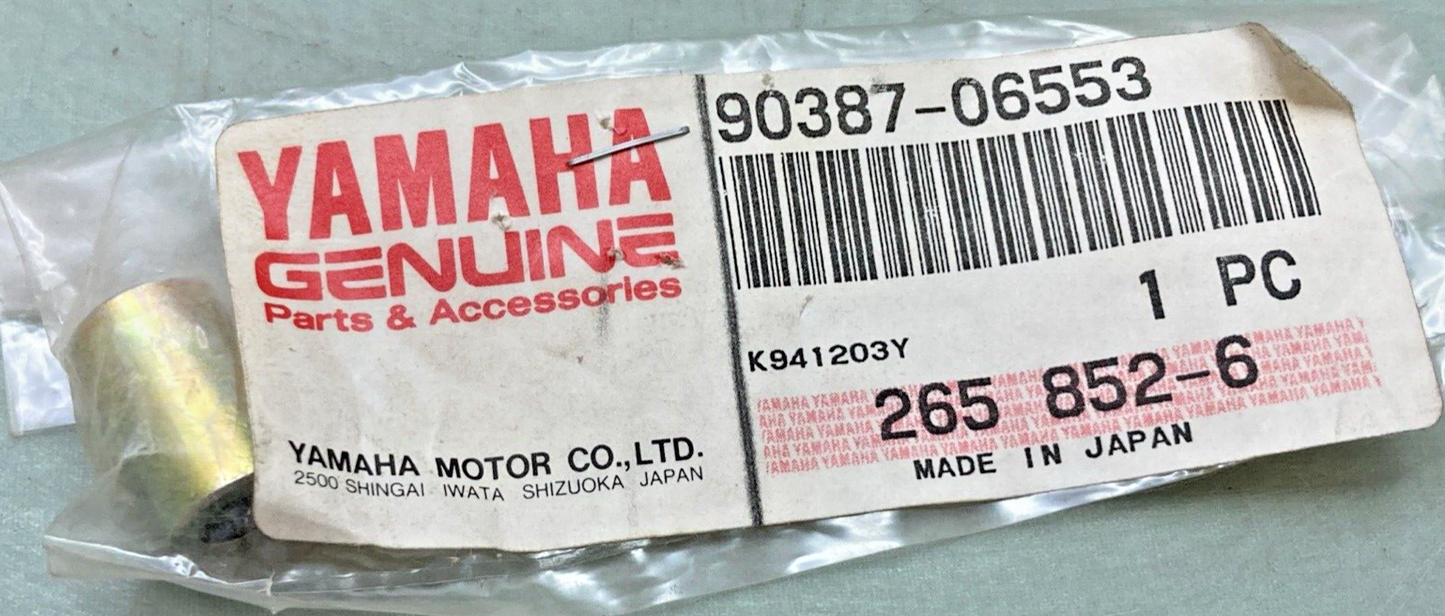 YAMAHA
GENUINE
Parts & Accessories
YAMAHA MOTOR CO.,LTD.
2500 SHINGAI IWATA SHIZUOKA JAPAN
90387-06553
1 PC
K941203Y
265 852-6
MADE IN JAPAN